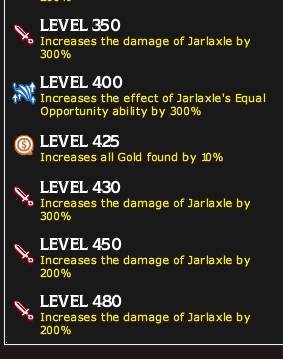 LEVEL 350
Increases the damage of Jarlaxle by
300%
LEVEL 400
Increases the effect of Jarlaxle's Equal
Opportunity ability by 300%
LEVEL 425
Increases all Gold found by 10%
LEVEL 430
Increases the damage of Jarlaxle by
300%
LEVEL 450
Increases the damage of Jarlaxle by
200%
LEVEL 480
Increases the damage of Jarlaxle by
200%